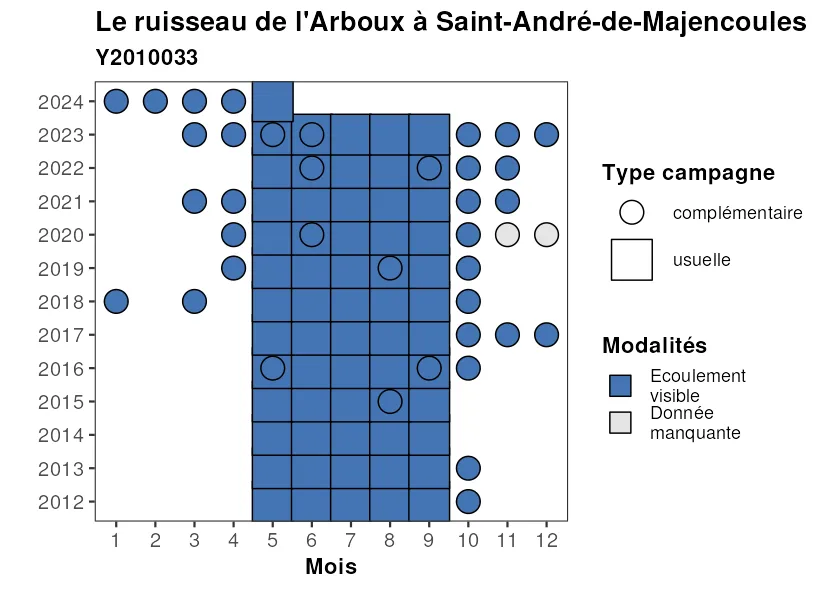 Le ruisseau de l'Arboux à Saint-André-de-Majencoules
Y2010033
2024
2023
2022
2021
2020
2019
2018
2017
2016
2015
2014
2013
2012
1 2 3 4 5 6 7 8 9 10 11 12
Mois
Type campagne
complémentaire
usuelle
Modalités
Ecoulement
visible
Donnée
manquante